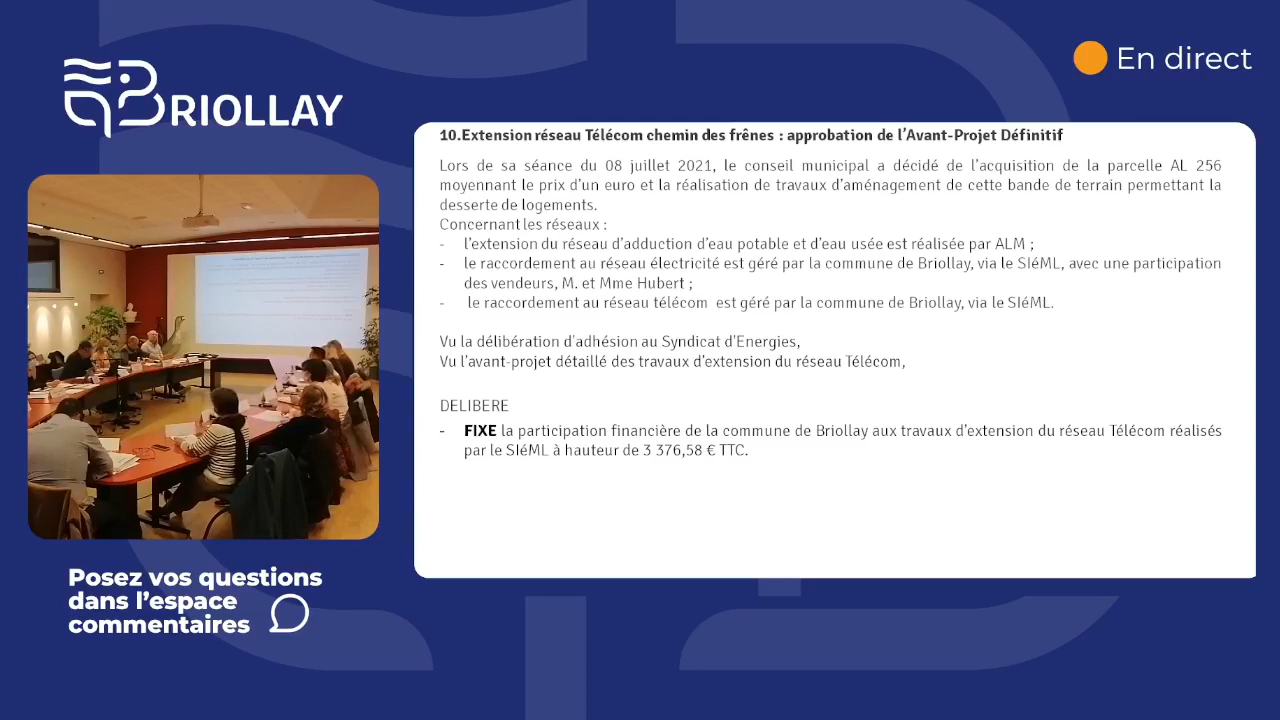 BRIOLLAY
En direct
10.Extension réseau Télécom chemin des frênes : approbation de l'Avant-Projet Définitif
Lors de sa séance du 08 juillet 2021, le conseil municipal a décidé de l'acquisition de la parcelle AL 256
moyennant le prix d'un euro et la réalisation de travaux d'aménagement de cette bande de terrain permettant la
desserte de logements.
Concernant les réseaux :
- l'extension du réseau d'adduction d'eau potable et d'eau usée est réalisée par ALM ;
- le raccordement au réseau électricité est géré par la commune de Briollay, via le SIéML, avec une participation
des vendeurs, M. et Mme Hubert ;
- le raccordement au réseau télécom est géré par la commune de Briollay, via le SIéML.
Vu la délibération d'adhésion au Syndicat d'Energies,
Vu l'avant-projet détaillé des travaux d'extension du réseau Télécom,
DELIBERE
- FIXE la participation financière de la commune de Briollay aux travaux d'extension du réseau Télécom réalisés
par le SIéML à hauteur de 3 376,58 € TTC.
Posez vos questions
dans l'espace
commentaires